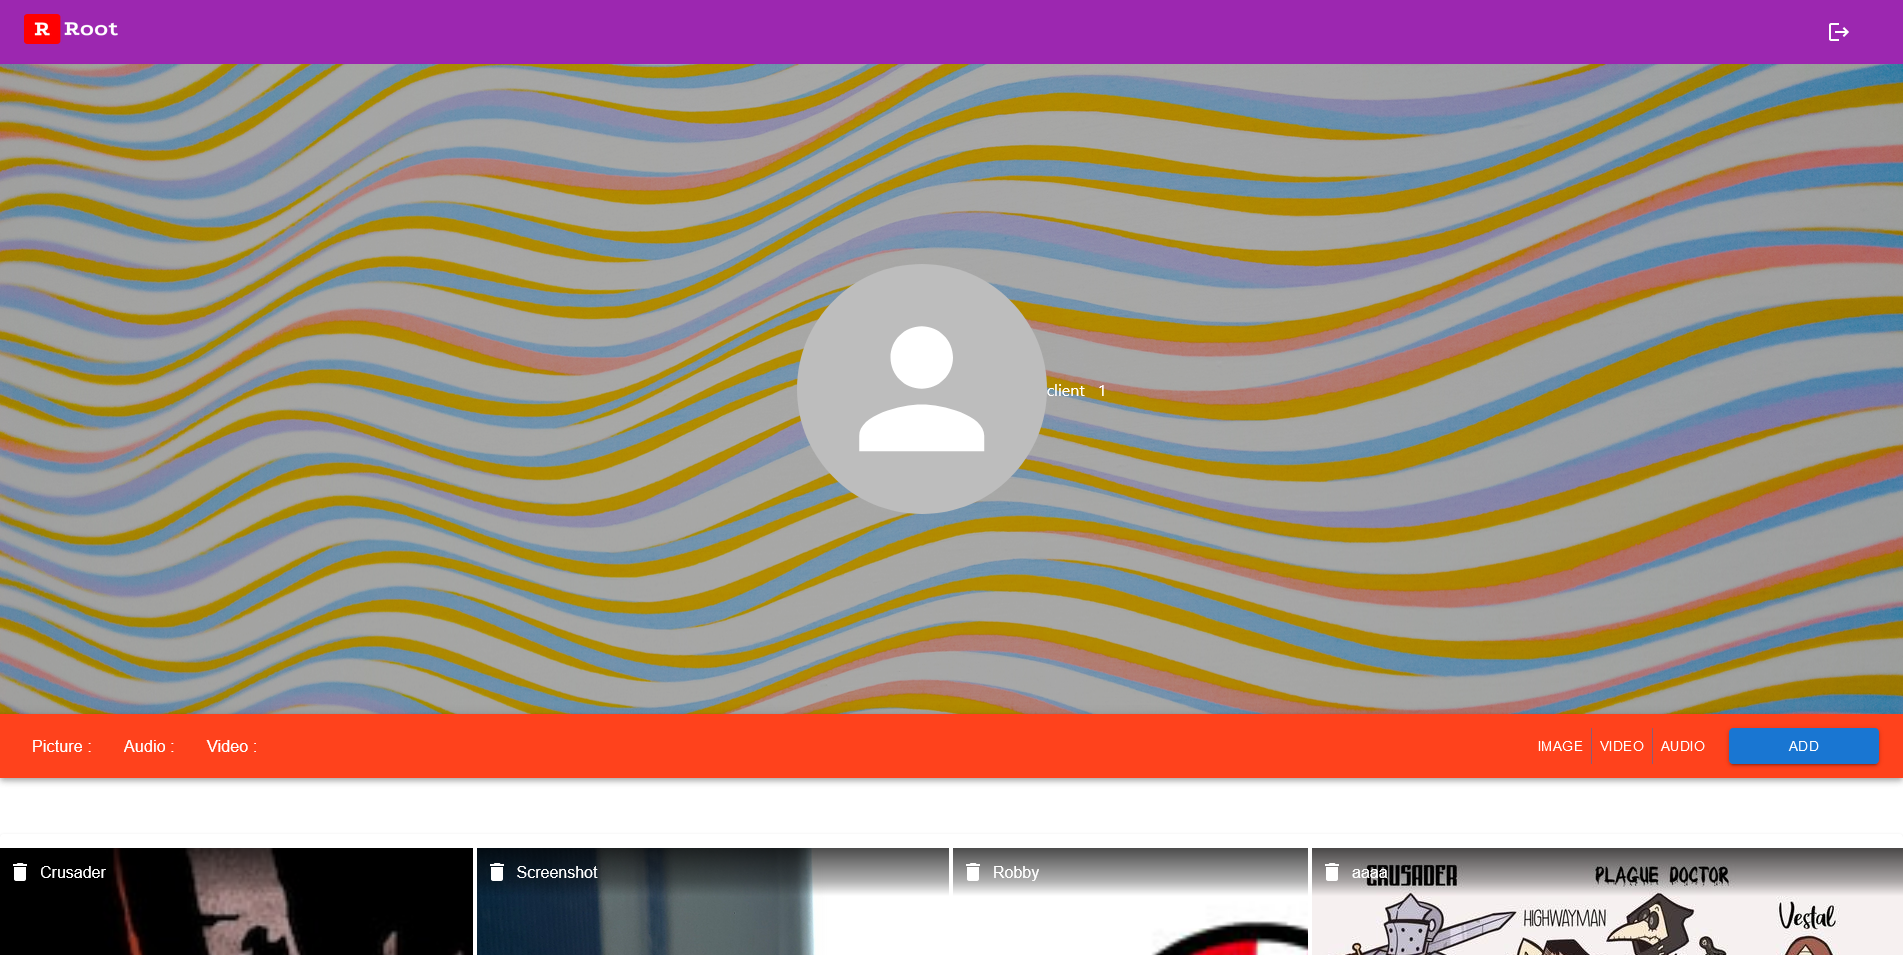 R Root
client 1
Picture : Audio : Video : IMAGE VIDEO AUDIO ADD
Crusader Screenshot Robby aaaa
CRUSADER PLAGUE DOCTOR
HIGHWAYMAN Vestal